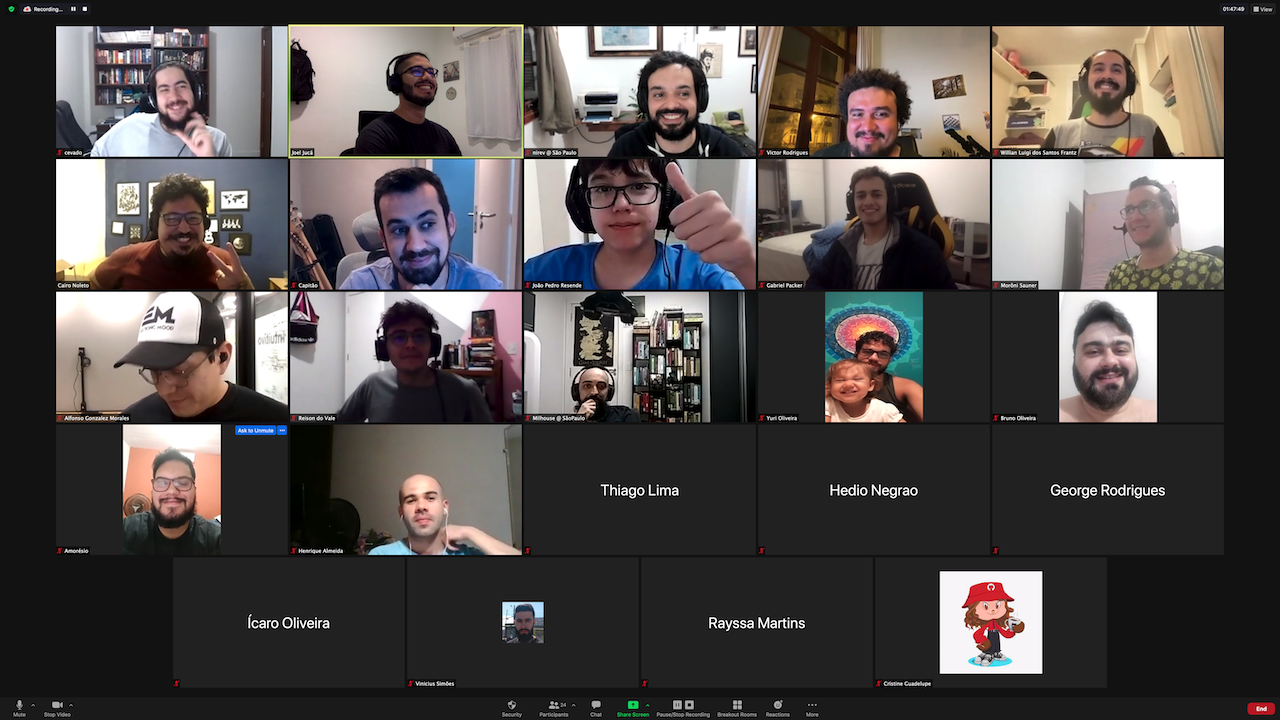 Recording...
01:47:49
View
cevado
Joel Jucá
nirev @ São Paulo
Victor Rodrigues
Willian Luigi dos Santos Frantz
Cairo Noleto
Capitão
João Pedro Resende
Gabriel Packer
Morôni Sauner
Alfonso Gonzalez Morales
Reison do Vale
Milhouse @ SãoPaulo
Yuri Oliveira
Bruno Oliveira
Ask to Unmute
Amorésio
Henrique Almeida
Thiago Lima
Hedio Negrao
George Rodrigues
Ícaro Oliveira
Vinicius Simões
Rayssa Martins
Cristine Guadelupe
Mute
Stop Video
Security
Participants
24
Chat
Share Screen
Pause/Stop Recording
Breakout Rooms
Reactions
More
End